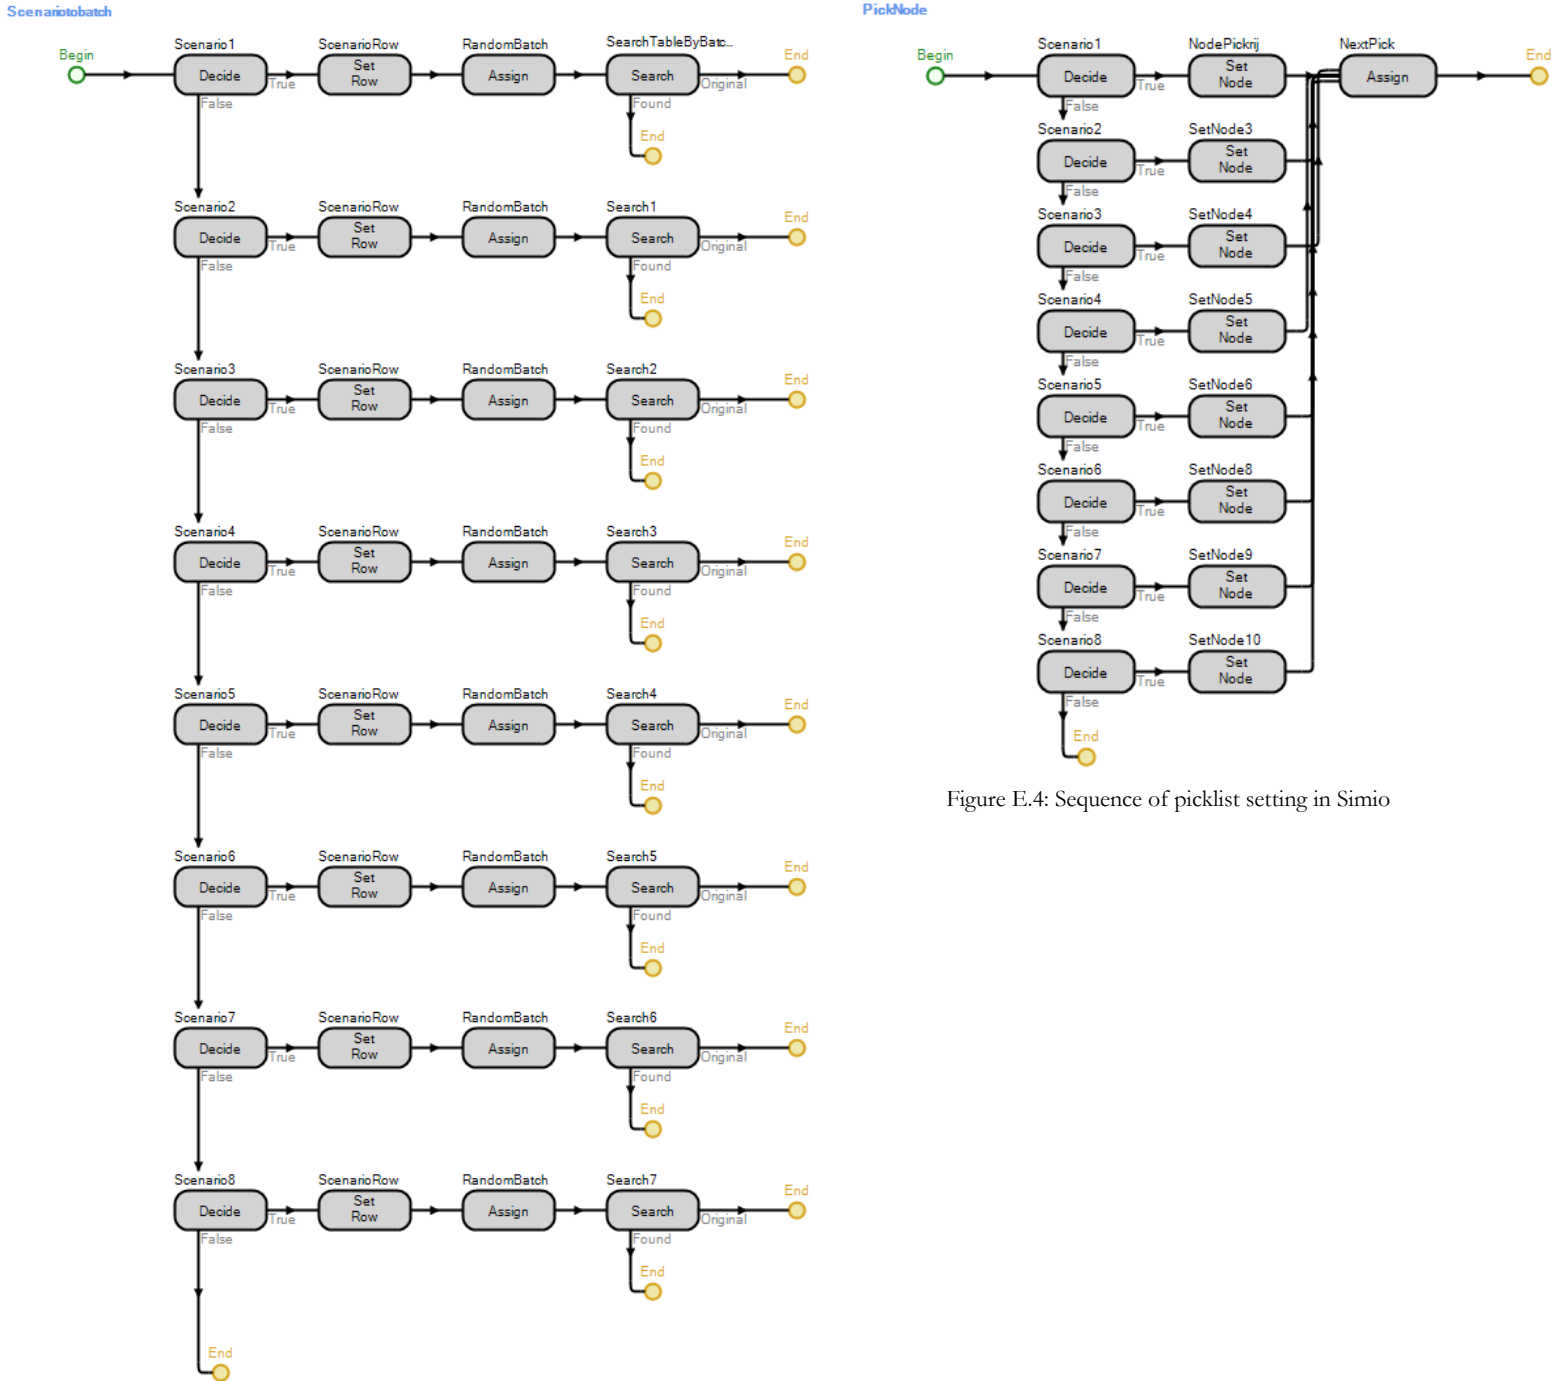 Scenariotobatch
Begin
Scenario1 ScenarioRow RandomBatch SearchTableByBatc... End
Decide Set Row Assign Search
True Original
False Found
End
Scenario2 ScenarioRow RandomBatch Search1 End
Decide Set Row Assign Search
True Original
False Found
End
Scenario3 ScenarioRow RandomBatch Search2 End
Decide Set Row Assign Search
True Original
False Found
End
Scenario4 ScenarioRow RandomBatch Search3 End
Decide Set Row Assign Search
True Original
False Found
End
Scenario5 ScenarioRow RandomBatch Search4 End
Decide Set Row Assign Search
True Original
False Found
End
Scenario6 ScenarioRow RandomBatch Search5 End
Decide Set Row Assign Search
True Original
False Found
End
Scenario7 ScenarioRow RandomBatch Search6 End
Decide Set Row Assign Search
True Original
False Found
End
Scenario8 ScenarioRow RandomBatch Search7 End
Decide Set Row Assign Search
True Original
False Found
End
End
PickNode
Begin
Scenario1 NodePickrij NextPick End
Decide Set Node Assign
True
False
Scenario2 SetNode3
Decide Set Node
True
False
Scenario3 SetNode4
Decide Set Node
True
False
Scenario4 SetNode5
Decide Set Node
True
False
Scenario5 SetNode6
Decide Set Node
True
False
Scenario6 SetNode8
Decide Set Node
True
False
Scenario7 SetNode9
Decide Set Node
True
False
Scenario8 SetNode10
Decide Set Node
True
False
End
Figure E.4: Sequence of picklist setting in Simio